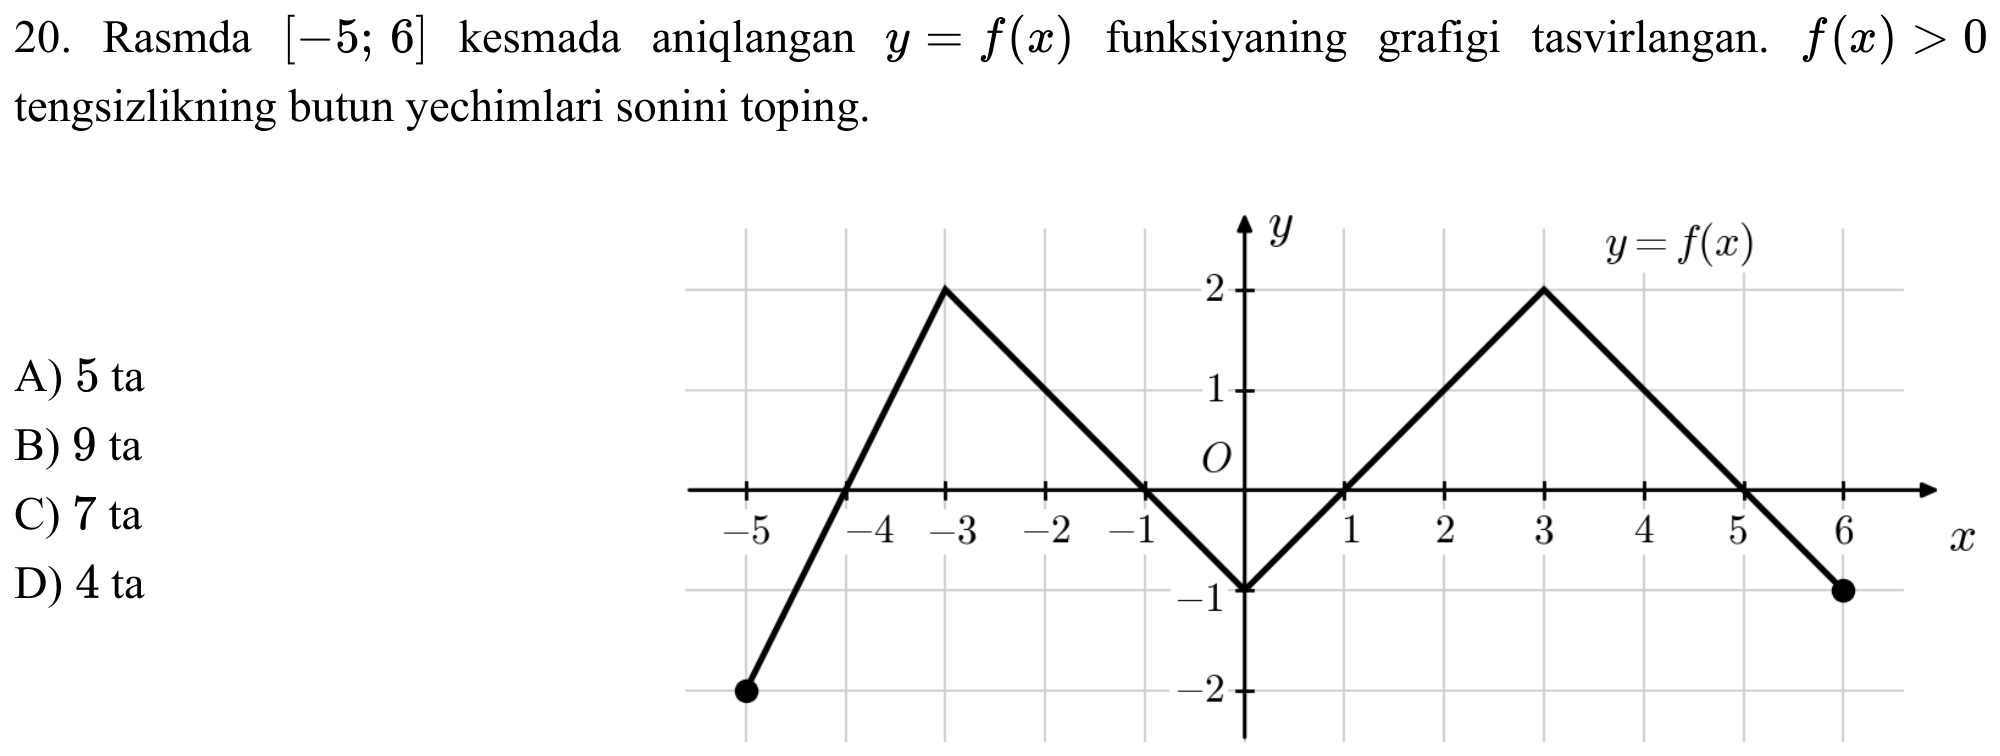 20. Rasmda [−5; 6] kesmada aniqlangan y = f(x) funksiyaning grafigi tasvirlangan. f(x) > 0
tengsizlikning butun yechimlari sonini toping.
A) 5 ta
B) 9 ta
C) 7 ta
D) 4 ta
y
y = f(x)
2
1
O
−5 −4 −3 −2 −1 1 2 3 4 5 6
x
−1
−2